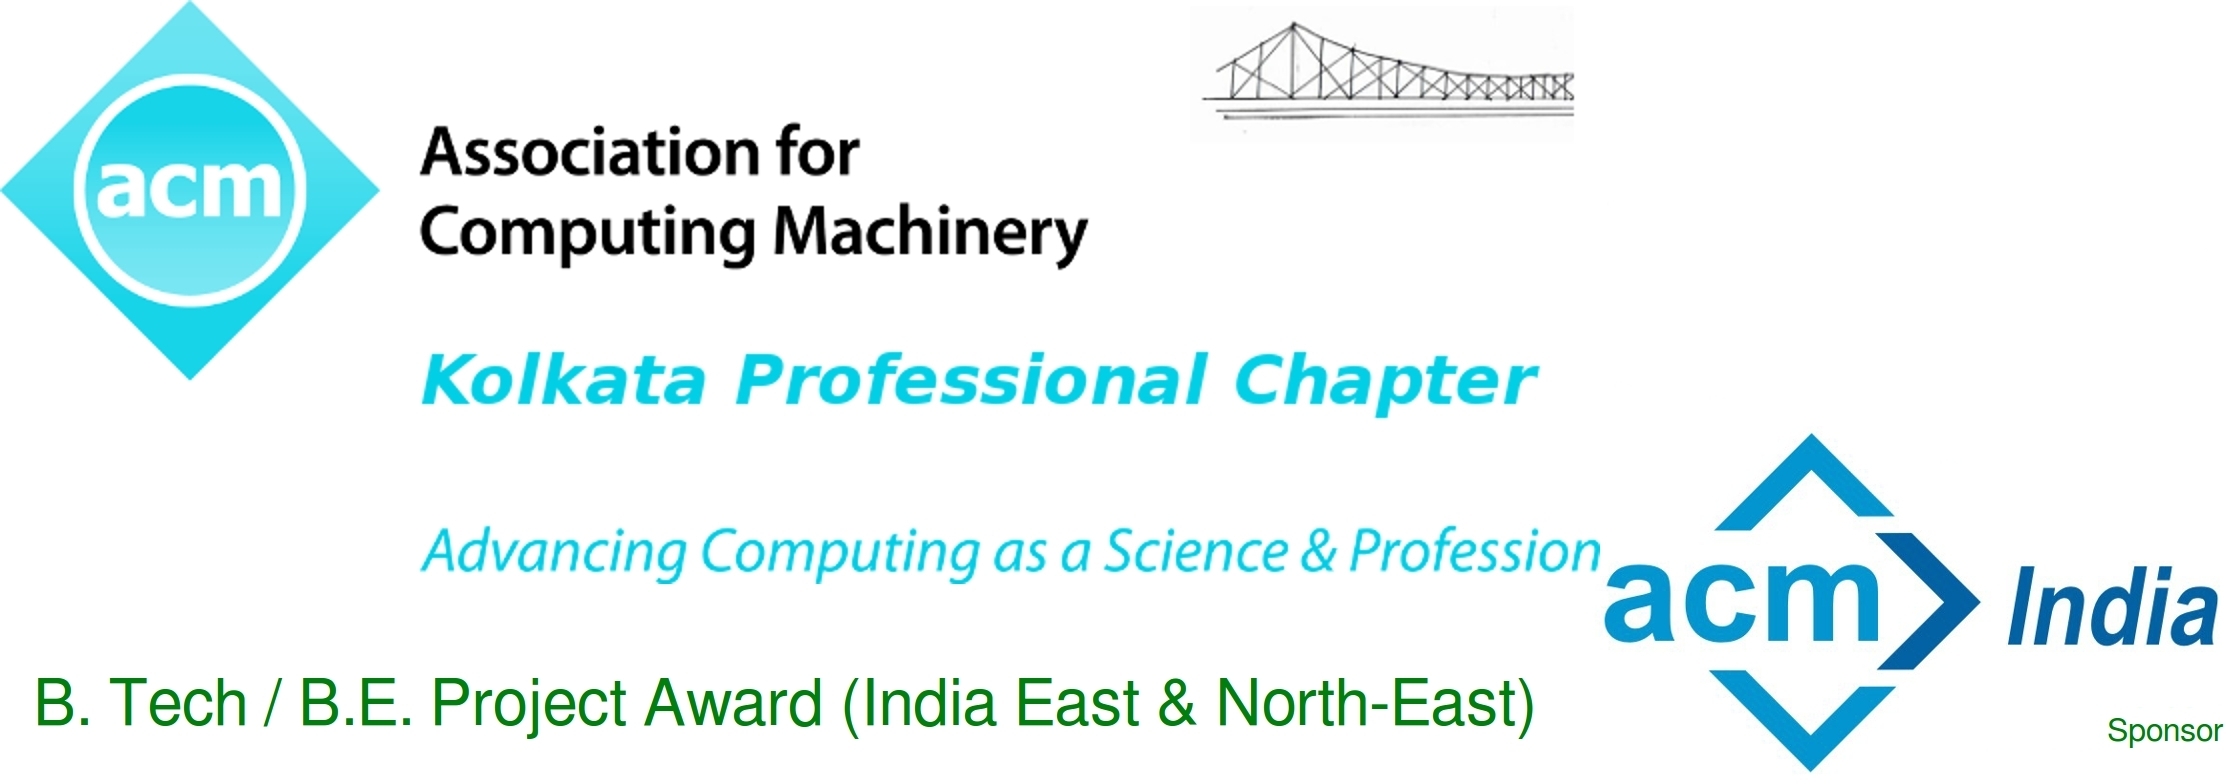 acm
Association for
Computing Machinery
Kolkata Professional Chapter
Advancing Computing as a Science & Profession
acm India
B. Tech / B.E. Project Award (India East & North-East)
Sponsor